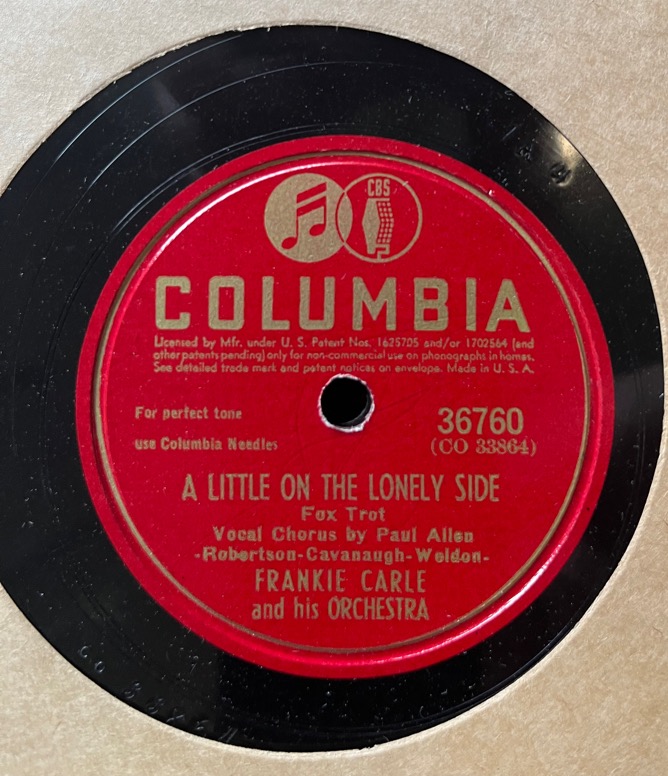 CBS
COLUMBIA
Licensed by Mfr. under U. S. Patent Nos. 1625705 and/or 1702564 (and
other patents pending) only for non-commercial use on phonographs in homes.
See detailed trade mark and patent notices on envelope. Made in U. S. A.
For perfect tone
use Columbia Needles
36760
(CO 33864)
A LITTLE ON THE LONELY SIDE
Fox Trot
Vocal Chorus by Paul Allen
-Robertson-Cavanaugh-Weldon-
FRANKIE CARLE
and his ORCHESTRA